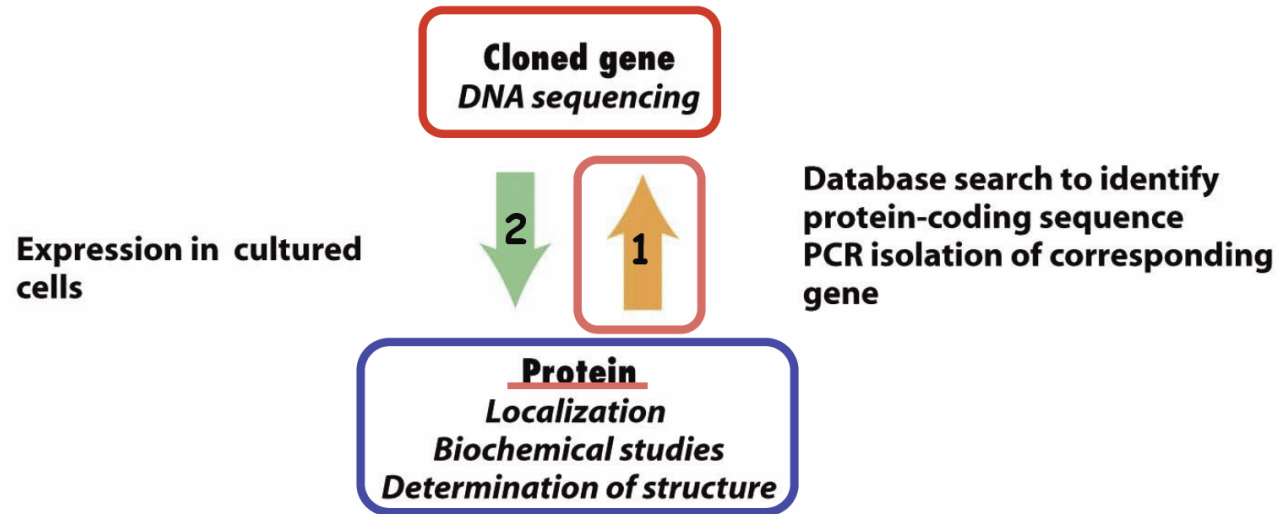 Cloned gene
DNA sequencing
Expression in cultured
cells
2
1
Database search to identify
protein-coding sequence
PCR isolation of corresponding
gene
Protein
Localization
Biochemical studies
Determination of structure